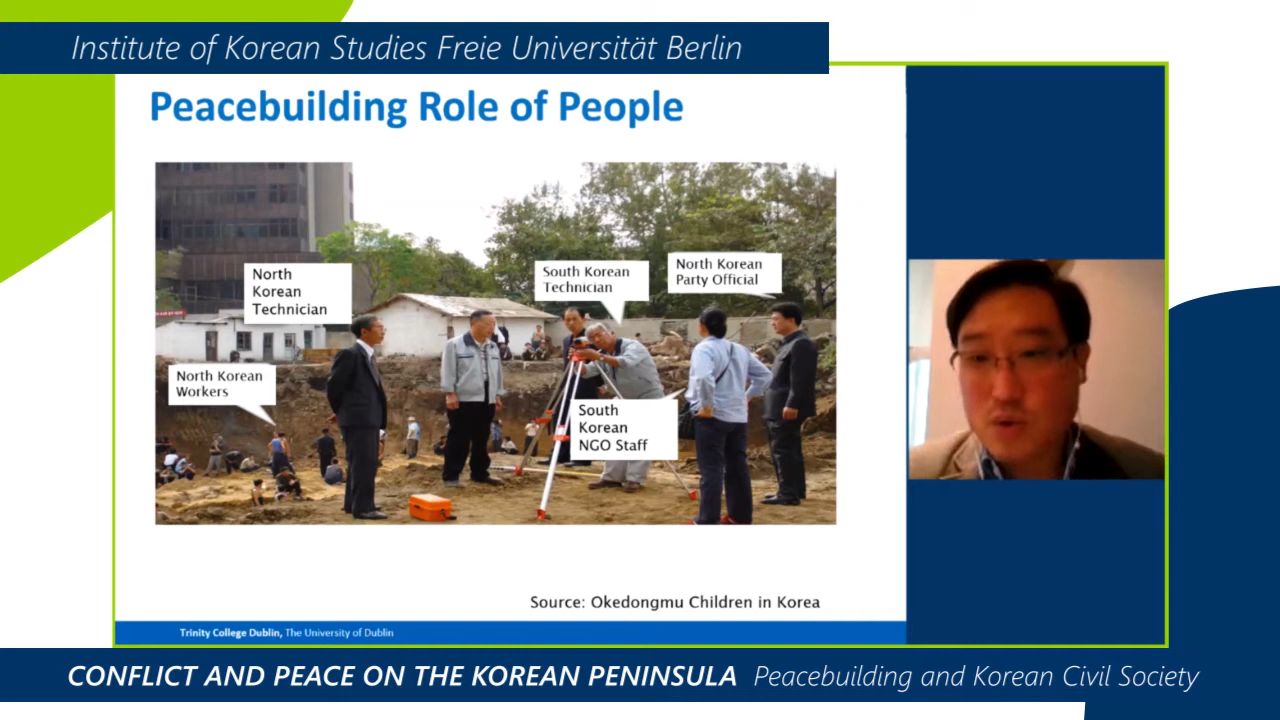 Institute of Korean Studies Freie Universität Berlin
Peacebuilding Role of People
North
Korean
Technician
South Korean
Technician
North Korean
Party Official
North Korean
Workers
South
Korean
NGO Staff
Source: Okedongmu Children in Korea
Trinity College Dublin, The University of Dublin
CONFLICT AND PEACE ON THE KOREAN PENINSULA Peacebuilding and Korean Civil Society